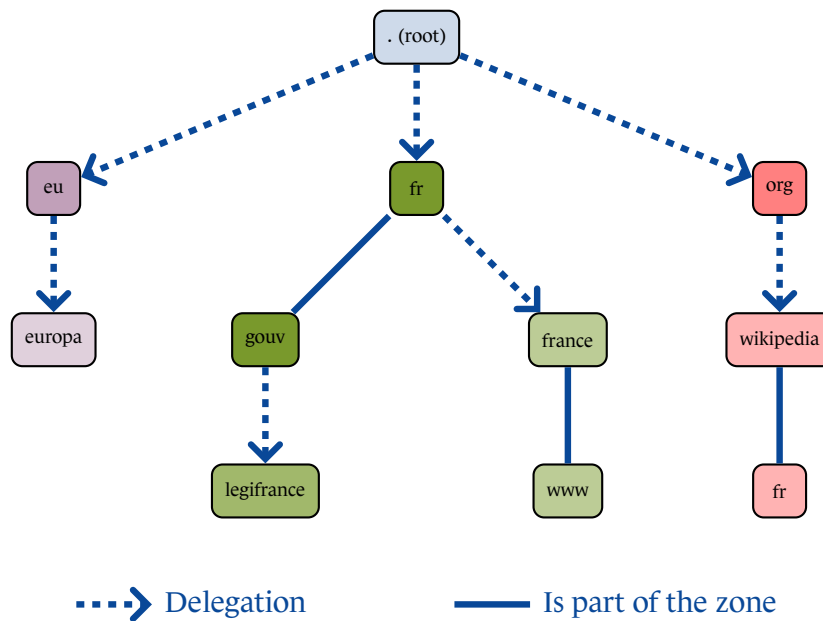 . (root)
eu
fr
org
europa
gouv
france
wikipedia
legifrance
www
fr
Delegation
Is part of the zone